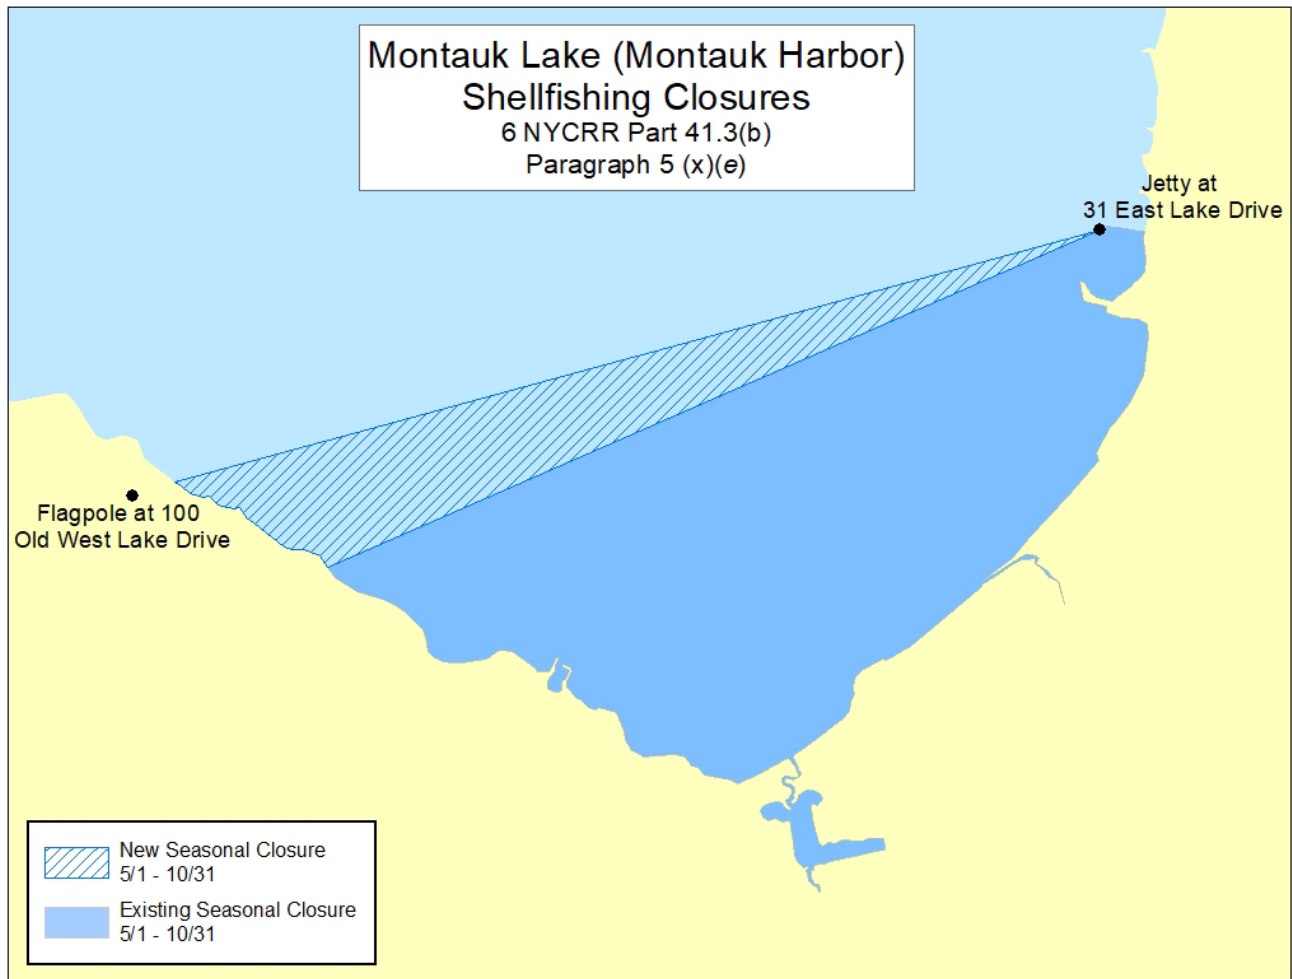 Montauk Lake (Montauk Harbor)
Shellfishing Closures
6 NYCRR Part 41.3(b)
Paragraph 5 (x)(e)
Jetty at
31 East Lake Drive
Flagpole at 100
Old West Lake Drive
New Seasonal Closure
5/1 - 10/31
Existing Seasonal Closure
5/1 - 10/31